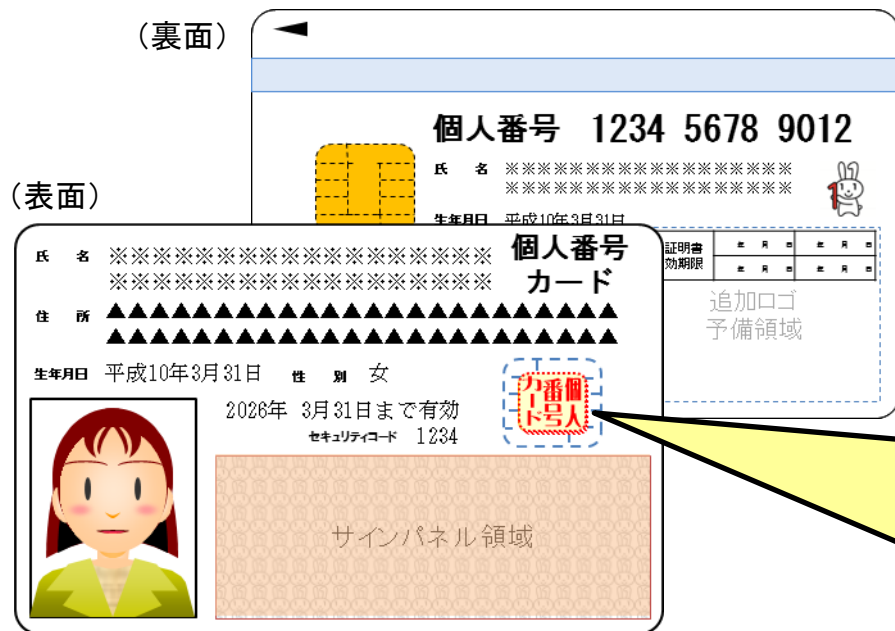 （裏面）
個人番号 1234 5678 9012
氏 名 ※※※※※※※※※※※※※※※※※※
※※※※※※※※※※※※※※※※※※
生年月日 平成10年3月31日
証明書 年 月 日 年 月 日
効期限 年 月 日 年 月 日
追加ロゴ
予備領域
（表面）
氏 名 ※※※※※※※※※※※※※※※※※※ 個人番号
※※※※※※※※※※※※※※※※※※ カード
住 所 ▲▲▲▲▲▲▲▲▲▲▲▲▲▲▲▲▲▲▲▲▲▲▲▲
▲▲▲▲▲▲▲▲▲▲▲▲▲▲▲▲▲▲▲▲▲▲▲▲
生年月日 平成10年3月31日 性 別 女
2026年 3月31日まで有効
セキュリティコード 1234
個人
番号
カード
サインパネル領域